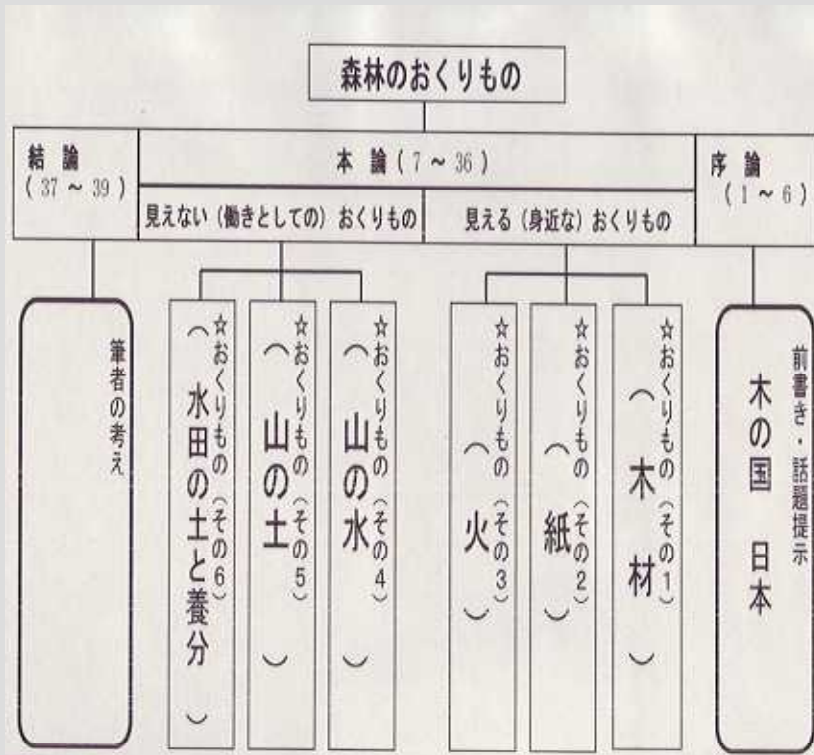 森林のおくりもの
序 論
( 1 ～ 6 )
本 論 ( 7 ～ 36 )
結 論
( 37 ～ 39 )
見える (身近な) おくりもの
見えない (働きとしての) おくりもの
前書き・話題提示
木の国 日本
☆おくりもの (その1)
( 木 材 )
☆おくりもの (その2)
( 紙 )
☆おくりもの (その3)
( 火 )
☆おくりもの (その4)
( 山の水 )
☆おくりもの (その5)
( 山の土 )
☆おくりもの (その6)
( 水田の土と養分 )
筆者の考え